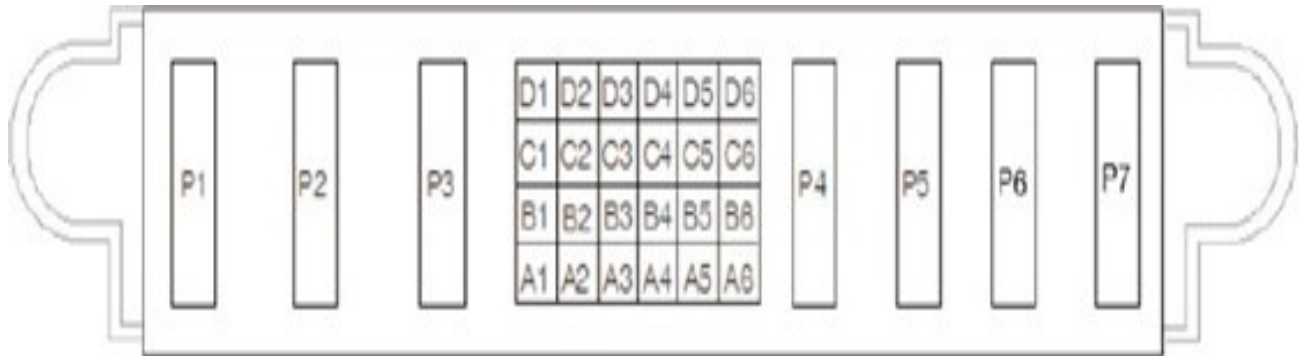 D1 D2 D3 D4 D5 D6
C1 C2 C3 C4 C5 C6
P1 P2 P3 P4 P5 P6 P7
B1 B2 B3 B4 B5 B6
A1 A2 A3 A4 A5 A6